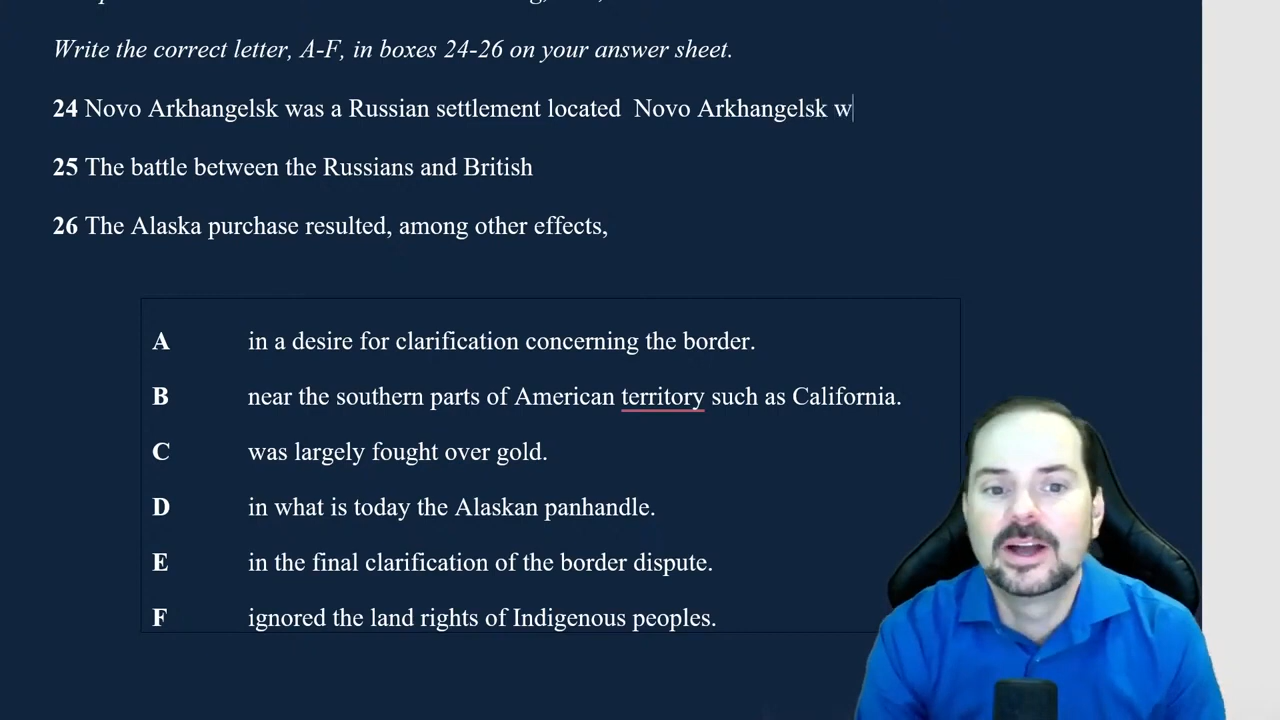 Write the correct letter, A-F, in boxes 24-26 on your answer sheet.
24 Novo Arkhangelsk was a Russian settlement located  Novo Arkhangelsk w
25 The battle between the Russians and British
26 The Alaska purchase resulted, among other effects,
A in a desire for clarification concerning the border.
B near the southern parts of American territory such as California.
C was largely fought over gold.
D in what is today the Alaskan panhandle.
E in the final clarification of the border dispute.
F ignored the land rights of Indigenous peoples.